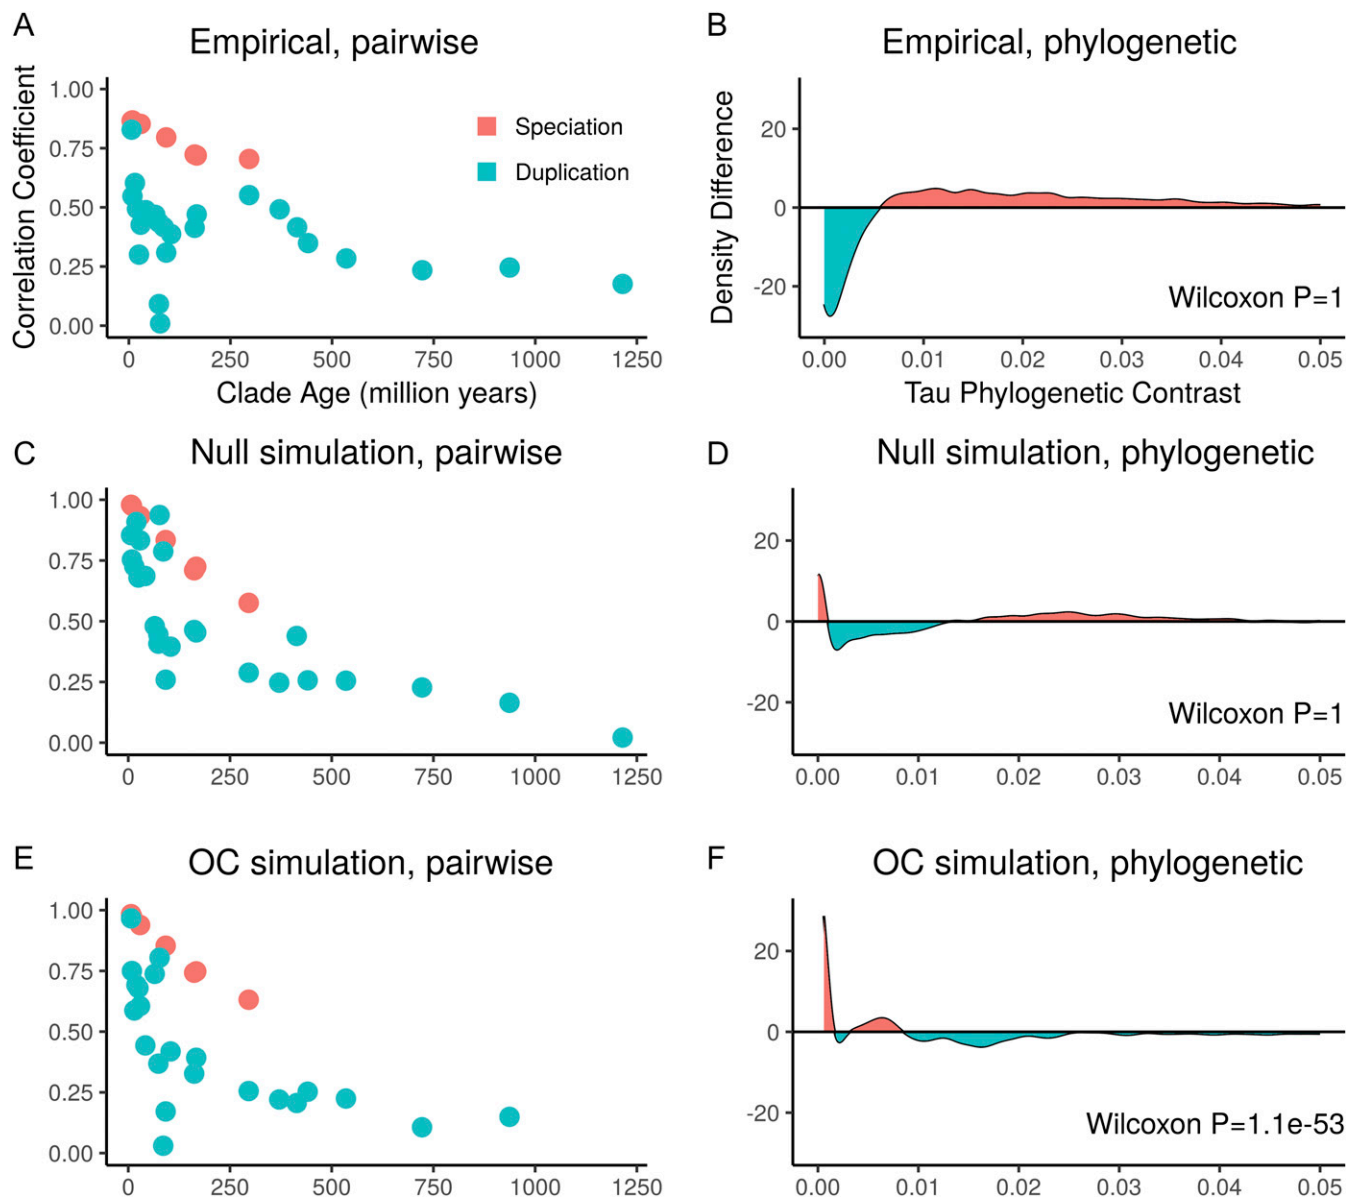 A
Empirical, pairwise
Correlation Coefficient
1.00
0.75
0.50
0.25
0.00
Speciation
Duplication
0 250 500 750 1000 1250
Clade Age (million years)
B
Empirical, phylogenetic
Density Difference
20
0
-20
Wilcoxon P=1
0.00 0.01 0.02 0.03 0.04 0.05
Tau Phylogenetic Contrast
C
Null simulation, pairwise
1.00
0.75
0.50
0.25
0.00
0 250 500 750 1000 1250
D
Null simulation, phylogenetic
20
0
-20
Wilcoxon P=1
0.00 0.01 0.02 0.03 0.04 0.05
E
OC simulation, pairwise
1.00
0.75
0.50
0.25
0.00
0 250 500 750 1000 1250
F
OC simulation, phylogenetic
20
0
-20
Wilcoxon P=1.1e-53
0.00 0.01 0.02 0.03 0.04 0.05